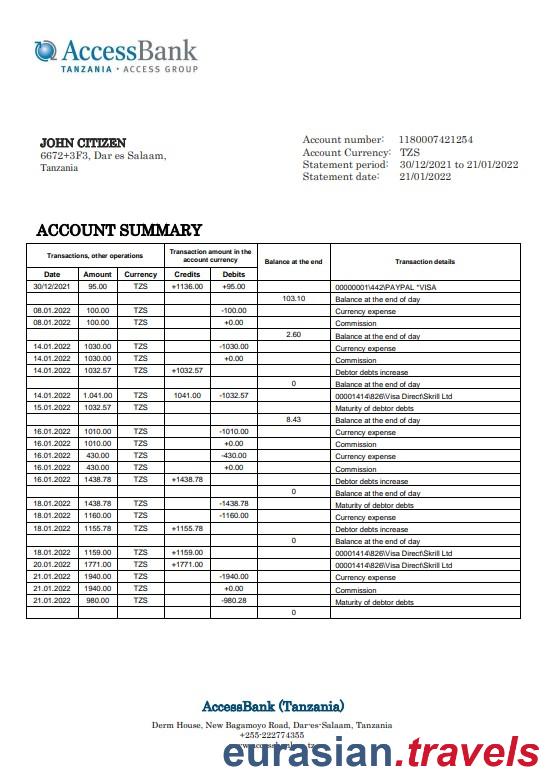 AccessBank
TANZANIA • ACCESS GROUP
JOHN CITIZEN
6672+3F3, Dar es Salaam,
Tanzania
Account number: 1180007421254
Account Currency: TZS
Statement period: 30/12/2021 to 21/01/2022
Statement date: 21/01/2022
ACCOUNT SUMMARY
Transactions, other operations Transaction amount in the account currency Balance at the end Transaction details
Date Amount Currency Credits Debits
30/12/2021 95.00 TZS +1136.00 +95.00 00000001\442\PAYPAL *VISA
103.10 Balance at the end of day
08.01.2022 100.00 TZS -100.00 Currency expense
08.01.2022 100.00 TZS +0.00 Commission
2.60 Balance at the end of day
14.01.2022 1030.00 TZS -1030.00 Currency expense
14.01.2022 1030.00 TZS +0.00 Commission
14.01.2022 1032.57 TZS +1032.57 Debtor debts increase
0 Balance at the end of day
14.01.2022 1.041.00 TZS 1041.00 -1032.57 00001414\826\Visa Direct\Skrill Ltd
15.01.2022 1032.57 TZS Maturity of debtor debts
8.43 Balance at the end of day
16.01.2022 1010.00 TZS -1010.00 Currency expense
16.01.2022 1010.00 TZS +0.00 Commission
16.01.2022 430.00 TZS -430.00 Currency expense
16.01.2022 430.00 TZS +0.00 Commission
16.01.2022 1438.78 TZS +1438.78 Debtor debts increase
0 Balance at the end of day
18.01.2022 1438.78 TZS -1438.78 Maturity of debtor debts
18.01.2022 1160.00 TZS -1160.00 Currency expense
18.01.2022 1155.78 TZS +1155.78 Debtor debts increase
0 Balance at the end of day
18.01.2022 1159.00 TZS +1159.00 00001414\826\Visa Direct\Skrill Ltd
20.01.2022 1771.00 TZS +1771.00 00001414\826\Visa Direct\Skrill Ltd
21.01.2022 1940.00 TZS -1940.00 Currency expense
21.01.2022 1940.00 TZS +0.00 Commission
21.01.2022 980.00 TZS -980.28 Maturity of debtor debts
0
AccessBank (Tanzania)
Derm House, New Bagamoyo Road, Dar-es-Salaam, Tanzania
+255-222774355
eurasian.travels